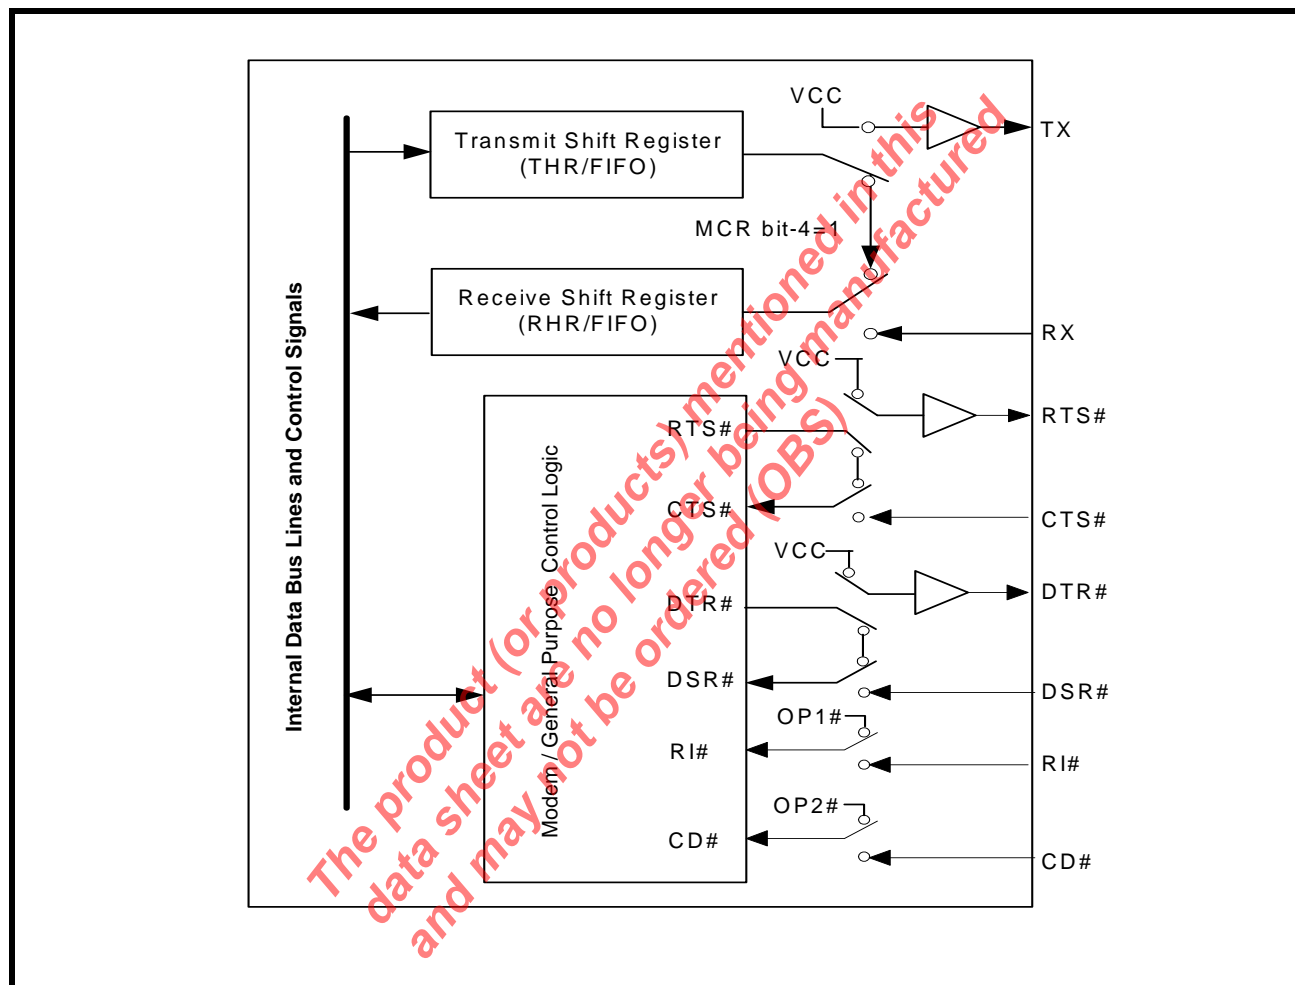 VCC
TX
Transmit Shift Register
(THR/FIFO)
MCR bit-4=1
Receive Shift Register
(RHR/FIFO)
RX
VCC
RTS#
RTS#
CTS#
CTS#
VCC
DTR#
DTR#
DSR#
DSR#
OP1#
RI#
RI#
OP2#
CD#
CD#
Internal Data Bus Lines and Control Signals
Modem / General Purpose Control Logic
The product (or products) mentioned in this
data sheet are no longer being manufactured
and may not be ordered (OBS)